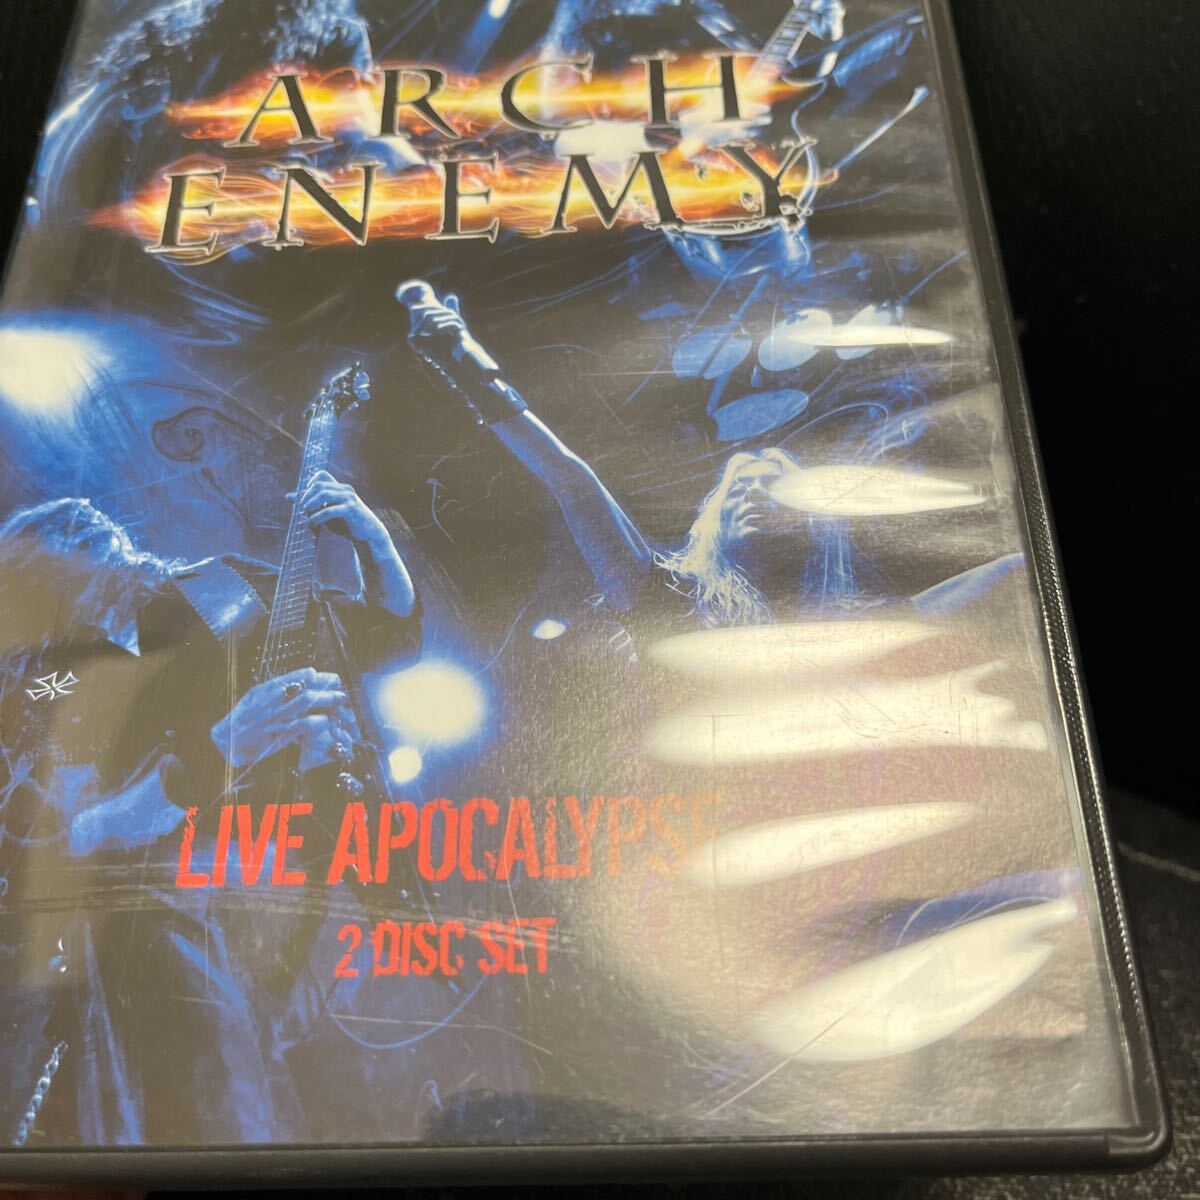 ARCH
ENEMY
LIVE APOCALYPSE
2 DISC SET